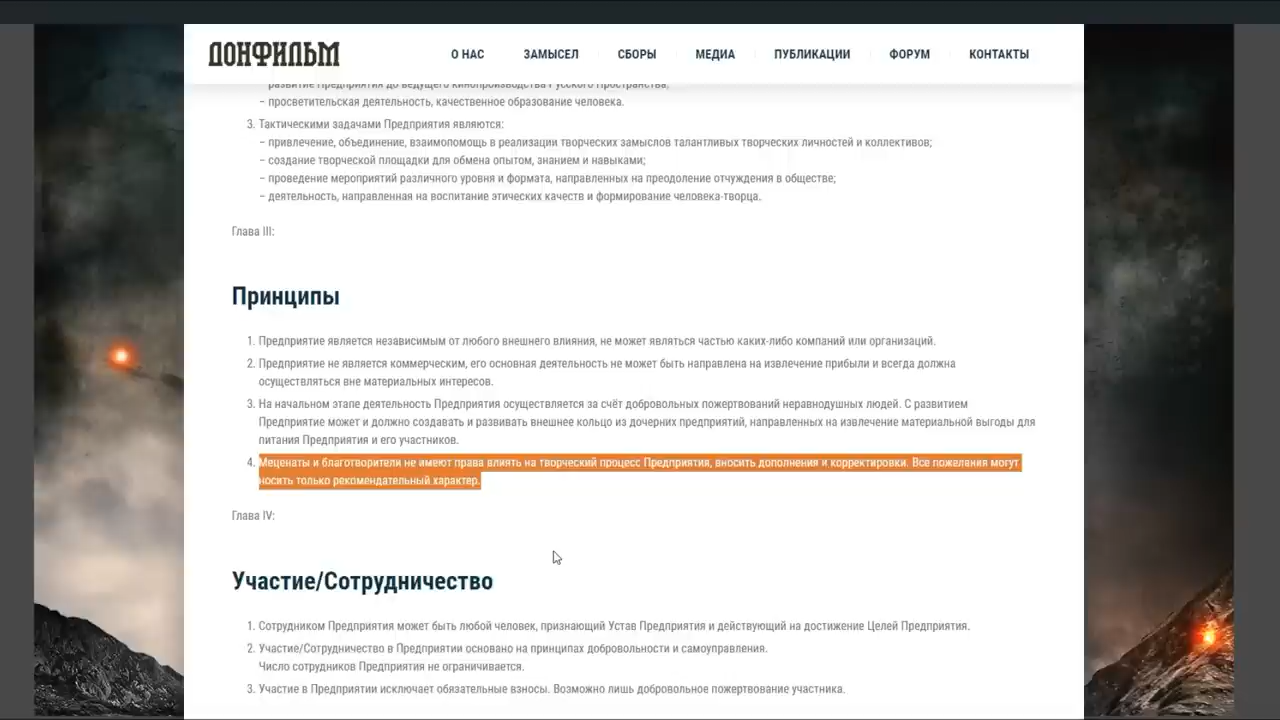 ДОНФИЛЬМ
О НАС
ЗАМЫСЕЛ
СБОРЫ
МЕДИА
ПУБЛИКАЦИИ
ФОРУМ
КОНТАКТЫ
развитие Предприятия до ведущего кинопроизводства Русского Пространства;
– просветительская деятельность, качественное образование человека.
3. Тактическими задачами Предприятия являются:
– привлечение, объединение, взаимопомощь в реализации творческих замыслов талантливых творческих личностей и коллективов;
– создание творческой площадки для обмена опытом, знанием и навыками;
– проведение мероприятий различного уровня и формата, направленных на преодоление отчуждения в обществе;
– деятельность, направленная на воспитание этических качеств и формирование человека-творца.
Глава III:
Принципы
1. Предприятие является независимым от любого внешнего влияния, не может являться частью каких-либо компаний или организаций.
2. Предприятие не является коммерческим, его основная деятельность не может быть направлена на извлечение прибыли и всегда должна
осуществляться вне материальных интересов.
3. На начальном этапе деятельность Предприятия осуществляется за счёт добровольных пожертвований неравнодушных людей. С развитием
Предприятие может и должно создавать и развивать внешнее кольцо из дочерних предприятий, направленных на извлечение материальной выгоды для
питания Предприятия и его участников.
4. Меценаты и благотворители не имеют права влиять на творческий процесс Предприятия, вносить дополнения и корректировки. Все пожелания могут
носить только рекомендательный характер.
Глава IV:
Участие/Сотрудничество
1. Сотрудником Предприятия может быть любой человек, признающий Устав Предприятия и действующий на достижение Целей Предприятия.
2. Участие/Сотрудничество в Предприятии основано на принципах добровольности и самоуправления.
Число сотрудников Предприятия не ограничивается.
3. Участие в Предприятии исключает обязательные взносы. Возможно лишь добровольное пожертвование участника.